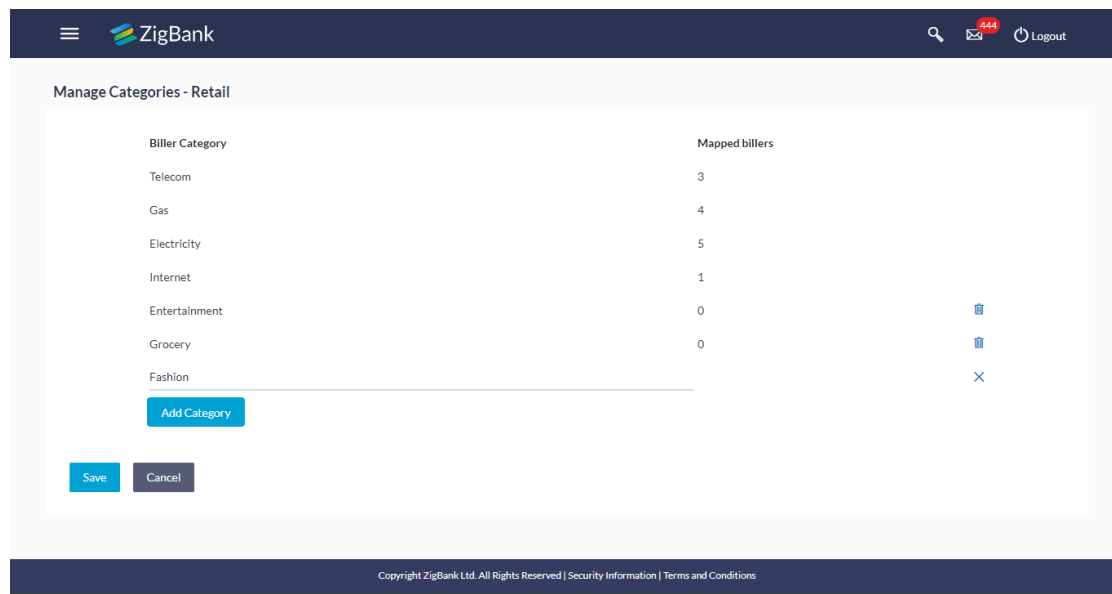 ZigBank
444
Logout
Manage Categories - Retail
Biller Category Mapped billers
Telecom 3
Gas 4
Electricity 5
Internet 1
Entertainment 0
Grocery 0
Fashion
Add Category
Save Cancel
Copyright ZigBank Ltd. All Rights Reserved | Security Information | Terms and Conditions